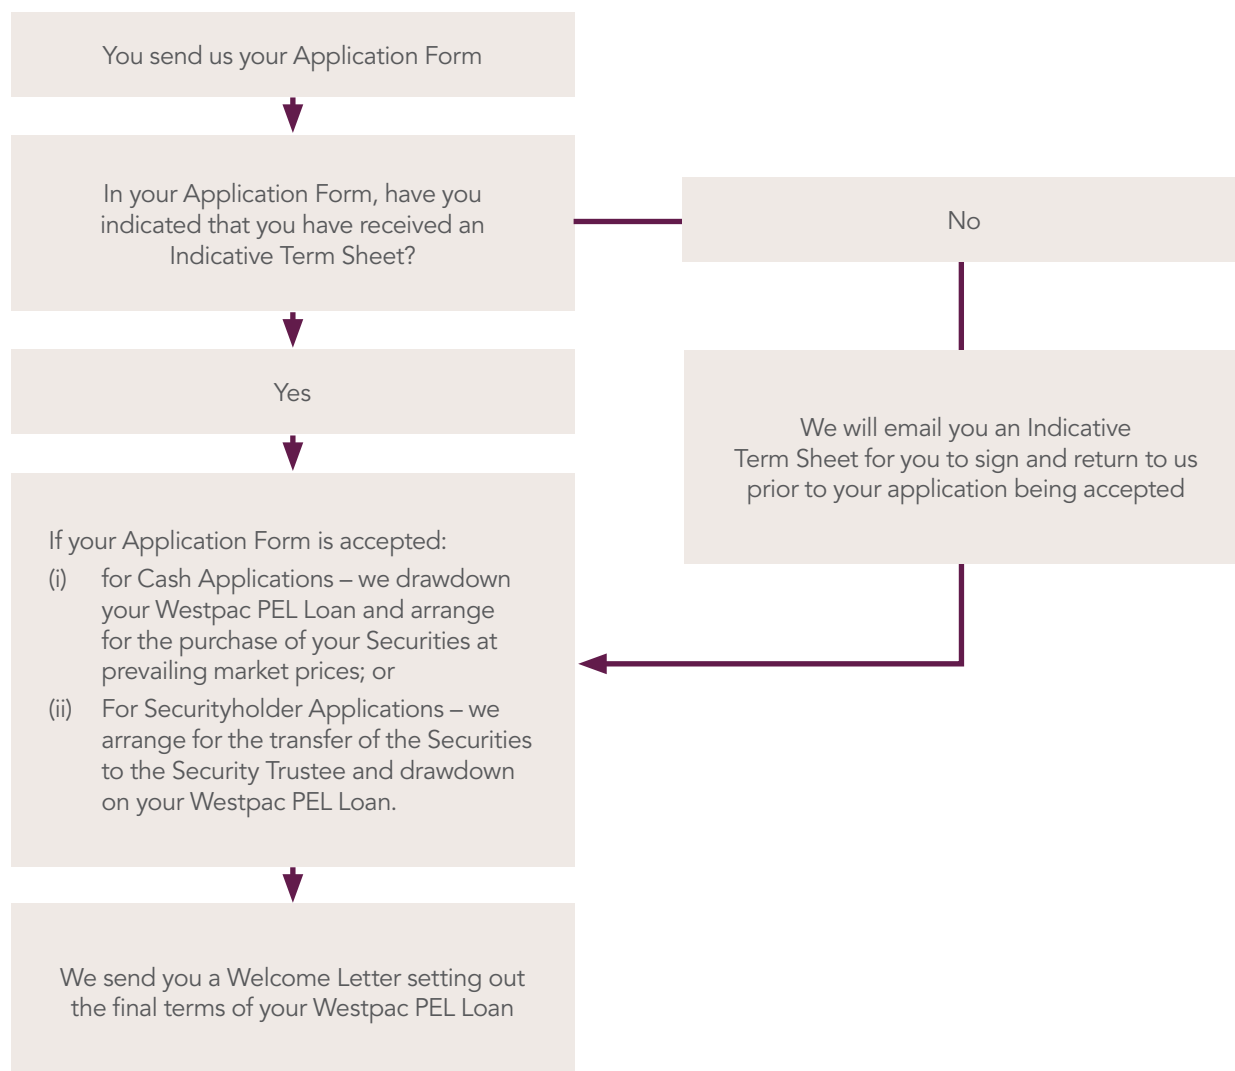 You send us your Application Form
In your Application Form, have you
indicated that you have received an
Indicative Term Sheet?
No
Yes
We will email you an Indicative
Term Sheet for you to sign and return to us
prior to your application being accepted
If your Application Form is accepted:
(i) for Cash Applications – we drawdown
your Westpac PEL Loan and arrange
for the purchase of your Securities at
prevailing market prices; or
(ii) For Securityholder Applications – we
arrange for the transfer of the Securities
to the Security Trustee and drawdown
on your Westpac PEL Loan.
We send you a Welcome Letter setting out
the final terms of your Westpac PEL Loan